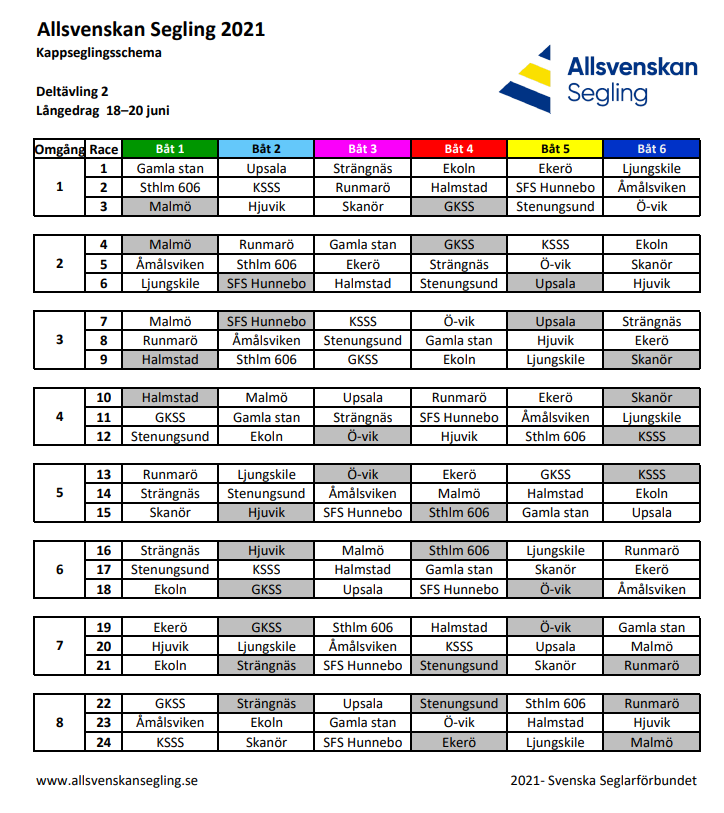 Allsvenskan Segling 2021
Kappseglingsschema
Allsvenskan
Segling
Deltävling 2
Långedrag 18–20 juni
Omgång Race Båt 1 Båt 2 Båt 3 Båt 4 Båt 5 Båt 6
1 Gamla stan Upsala Strängnäs Ekoln Ekerö Ljungskile
1 2 Sthlm 606 KSSS Runmarö Halmstad SFS Hunnebo Åmålsviken
3 Malmö Hjuvik Skanör GKSS Stenungsund Ö-vik
4 Malmö Runmarö Gamla stan GKSS KSSS Ekoln
2 5 Åmålsviken Sthlm 606 Ekerö Strängnäs Ö-vik Skanör
6 Ljungskile SFS Hunnebo Halmstad Stenungsund Upsala Hjuvik
7 Malmö SFS Hunnebo KSSS Ö-vik Upsala Strängnäs
3 8 Runmarö Åmålsviken Stenungsund Gamla stan Hjuvik Ekerö
9 Halmstad Sthlm 606 GKSS Ekoln Ljungskile Skanör
10 Halmstad Malmö Upsala Runmarö Ekerö Skanör
4 11 GKSS Gamla stan Strängnäs SFS Hunnebo Åmålsviken Ljungskile
12 Stenungsund Ekoln Ö-vik Hjuvik Sthlm 606 KSSS
13 Runmarö Ljungskile Ö-vik Ekerö GKSS KSSS
5 14 Strängnäs Stenungsund Åmålsviken Malmö Halmstad Ekoln
15 Skanör Hjuvik SFS Hunnebo Sthlm 606 Gamla stan Upsala
16 Strängnäs Hjuvik Malmö Sthlm 606 Ljungskile Runmarö
6 17 Stenungsund KSSS Halmstad Gamla stan Skanör Ekerö
18 Ekoln GKSS Upsala SFS Hunnebo Ö-vik Åmålsviken
19 Ekerö GKSS Sthlm 606 Halmstad Ö-vik Gamla stan
7 20 Hjuvik Ljungskile Åmålsviken KSSS Upsala Malmö
21 Ekoln Strängnäs SFS Hunnebo Stenungsund Skanör Runmarö
22 GKSS Strängnäs Upsala Stenungsund Sthlm 606 Runmarö
8 23 Åmålsviken Ekoln Gamla stan Ö-vik Halmstad Hjuvik
24 KSSS Skanör SFS Hunnebo Ekerö Ljungskile Malmö
www.allsvenskansegling.se 2021- Svenska Seglarförbundet